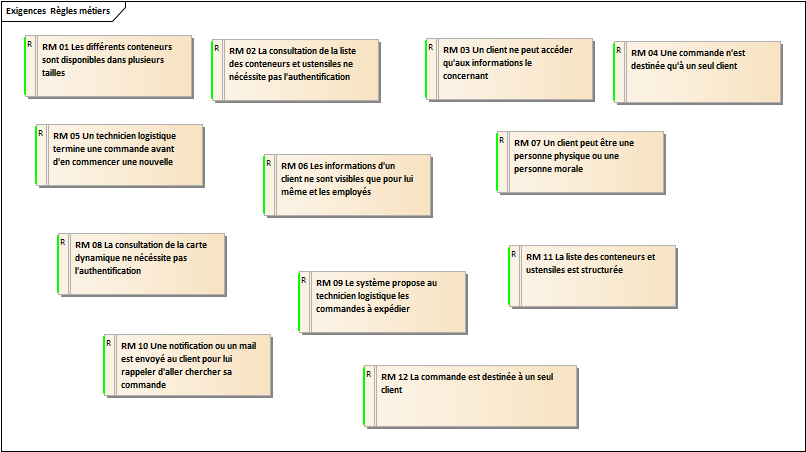 Exigences Règles métiers
R
RM 01 Les différents conteneurs
sont disponibles dans plusieurs
tailles
R
RM 02 La consultation de la liste
des conteneurs et ustensiles ne
nécéssite pas l'authentification
R
RM 03 Un client ne peut accéder
qu'aux informations le
concernant
R
RM 04 Une commande n'est
destinée qu'à un seul client
R
RM 05 Un technicien logistique
termine une commande avant
d'en commencer une nouvelle
R
RM 06 Les informations d'un
client ne sont visibles que pour lui
même et les employés
R
RM 07 Un client peut être une
personne physique ou une
personne morale
R
RM 08 La consultation de la carte
dynamique ne nécéssite pas
l'authentification
R
RM 09 Le système propose au
technicien logistique les
commandes à expédier
R
RM 11 La liste des conteneurs et
ustensiles est structurée
R
RM 10 Une notification ou un mail
est envoyé au client pour lui
rappeler d'aller chercher sa
commande
R
RM 12 La commande est destinée à un seul
client